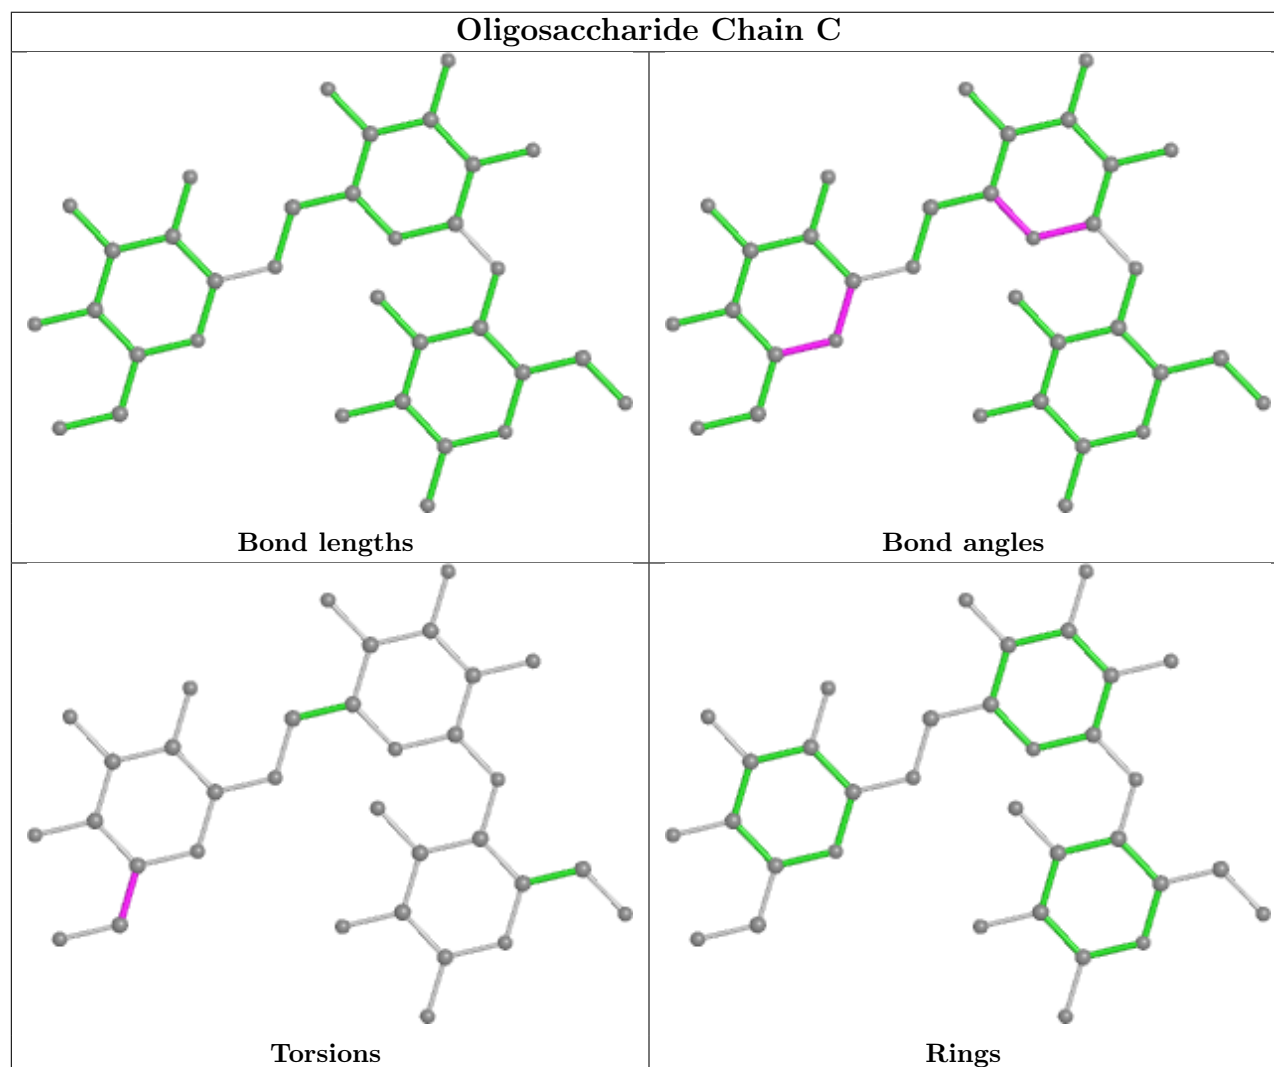 Oligosaccharide Chain C
Bond lengths
Bond angles
Torsions
Rings